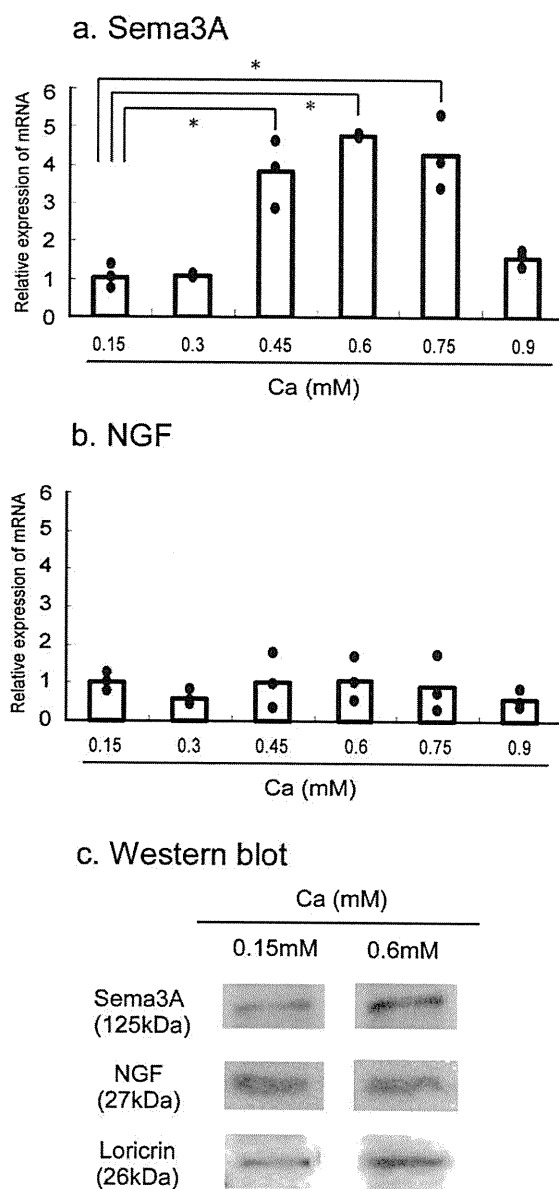 a. Sema3A
*
*
*
Relative expression of mRNA
6
5
4
3
2
1
0
0.15 0.3 0.45 0.6 0.75 0.9
Ca (mM)
b. NGF
Relative expression of mRNA
6
5
4
3
2
1
0
0.15 0.3 0.45 0.6 0.75 0.9
Ca (mM)
c. Western blot
Ca (mM)
0.15mM 0.6mM
Sema3A
(125kDa)
NGF
(27kDa)
Loricrin
(26kDa)